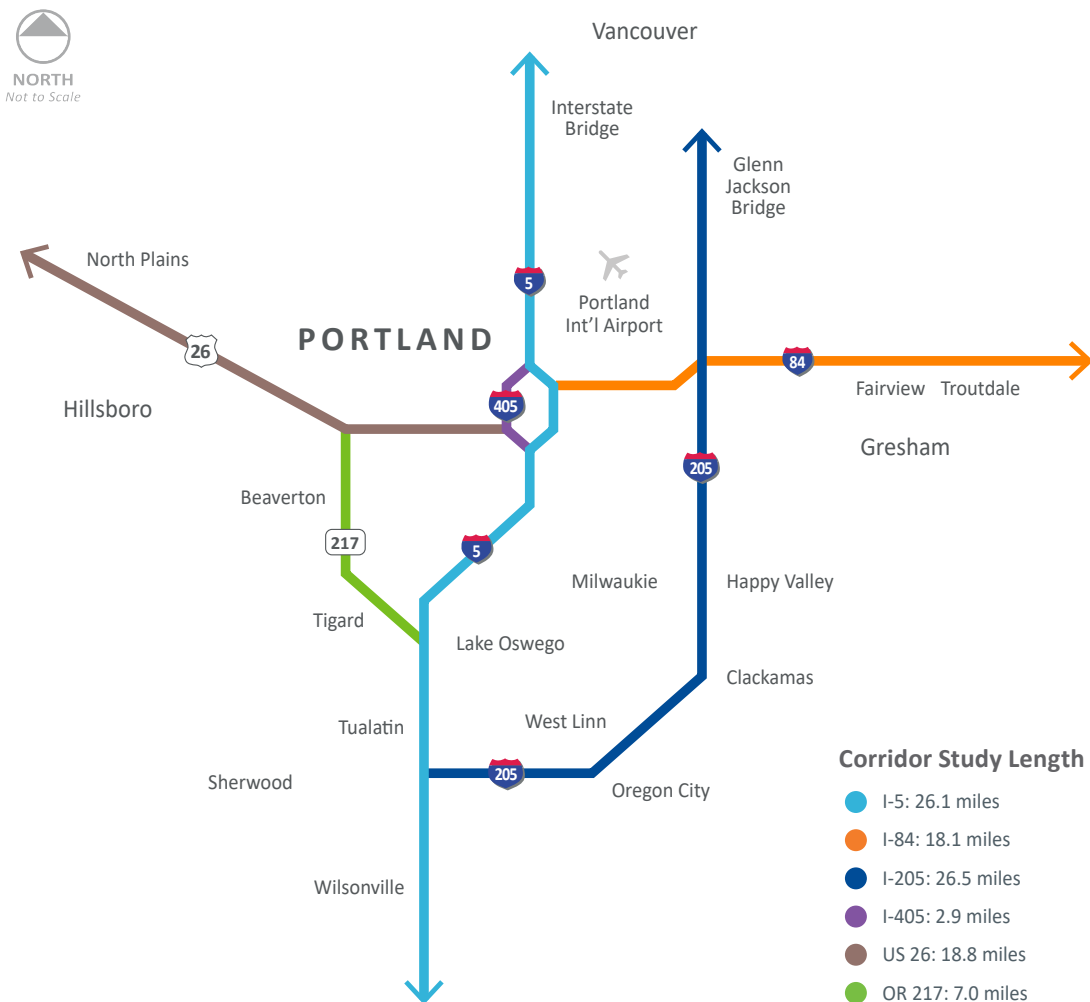 NORTH
Not to Scale
Vancouver
Interstate
Bridge
Glenn
Jackson
Bridge
North Plains
5
Portland
Int’l Airport
PORTLAND
26
84
Fairview Troutdale
Hillsboro
405
Gresham
205
Beaverton
217
5
Milwaukie
Happy Valley
Tigard
Lake Oswego
Clackamas
Tualatin
West Linn
Sherwood
205
Oregon City
Wilsonville
Corridor Study Length
I-5: 26.1 miles
I-84: 18.1 miles
I-205: 26.5 miles
I-405: 2.9 miles
US 26: 18.8 miles
OR 217: 7.0 miles